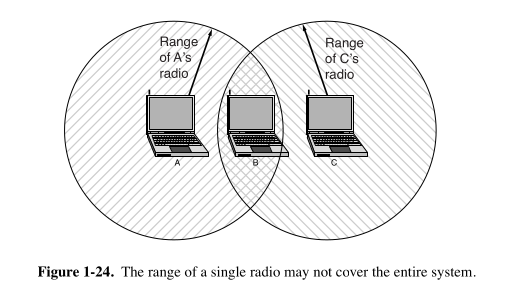 Range
of A's
radio
Range
of C's
radio
A
B
C
Figure 1-24. The range of a single radio may not cover the entire system.